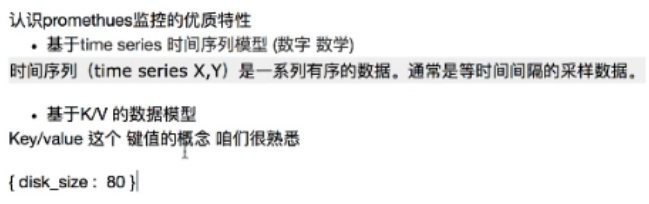 认识promethues监控的优质特性
• 基于time series 时间序列模型 (数字 数学)
时间序列（time series X,Y）是一系列有序的数据。通常是等时间间隔的采样数据。
• 基于K/V 的数据模型
Key/value 这个 键值的概念 咱们很熟悉
{ disk_size： 80 }